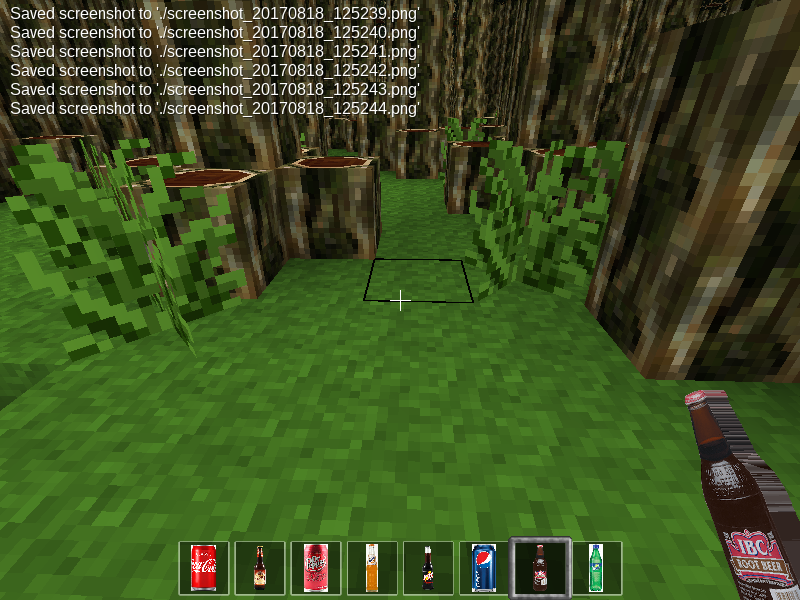 Saved screenshot to './screenshot_20170818_125239.png'
Saved screenshot to './screenshot_20170818_125240.png'
Saved screenshot to './screenshot_20170818_125241.png'
Saved screenshot to './screenshot_20170818_125242.png'
Saved screenshot to './screenshot_20170818_125243.png'
Saved screenshot to './screenshot_20170818_125244.png'
IBC
ROOT BEER